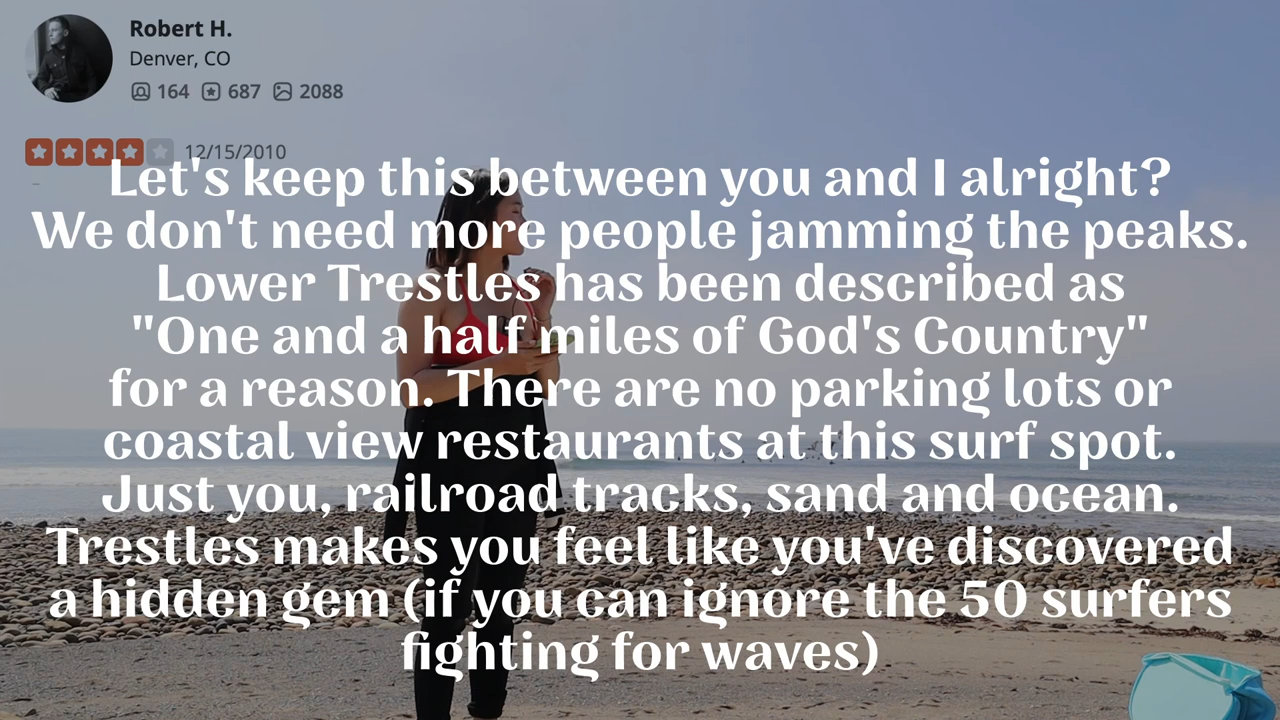 Robert H.
Denver, CO
164 687 2088
12/15/2010
Let's keep this between you and I alright?
We don't need more people jamming the peaks.
Lower Trestles has been described as
"One and a half miles of God's Country"
for a reason. There are no parking lots or
coastal view restaurants at this surf spot.
Just you, railroad tracks, sand and ocean.
Trestles makes you feel like you've discovered
a hidden gem (if you can ignore the 50 surfers
fighting for waves)